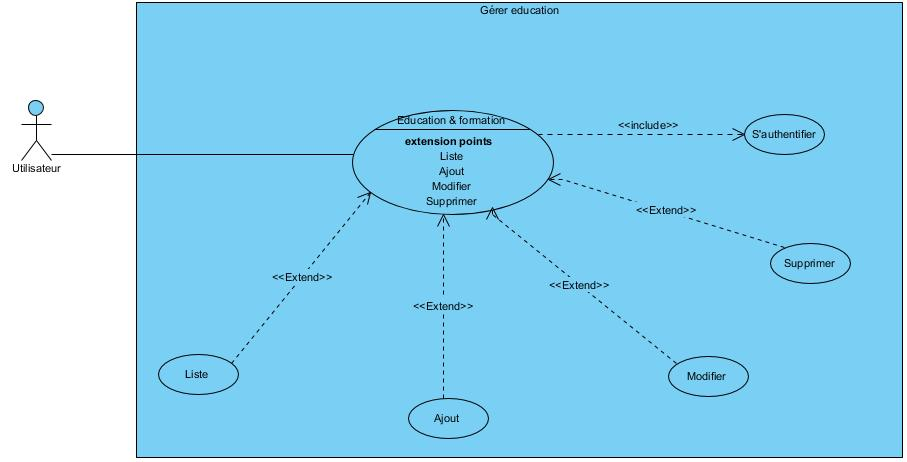 Gérer education
Education & formation
extension points
Liste
Ajout
Modifier
Supprimer
<<include>>
S'authentifier
Utilisateur
<<Extend>>
Supprimer
<<Extend>>
<<Extend>>
<<Extend>>
Liste
Modifier
Ajout